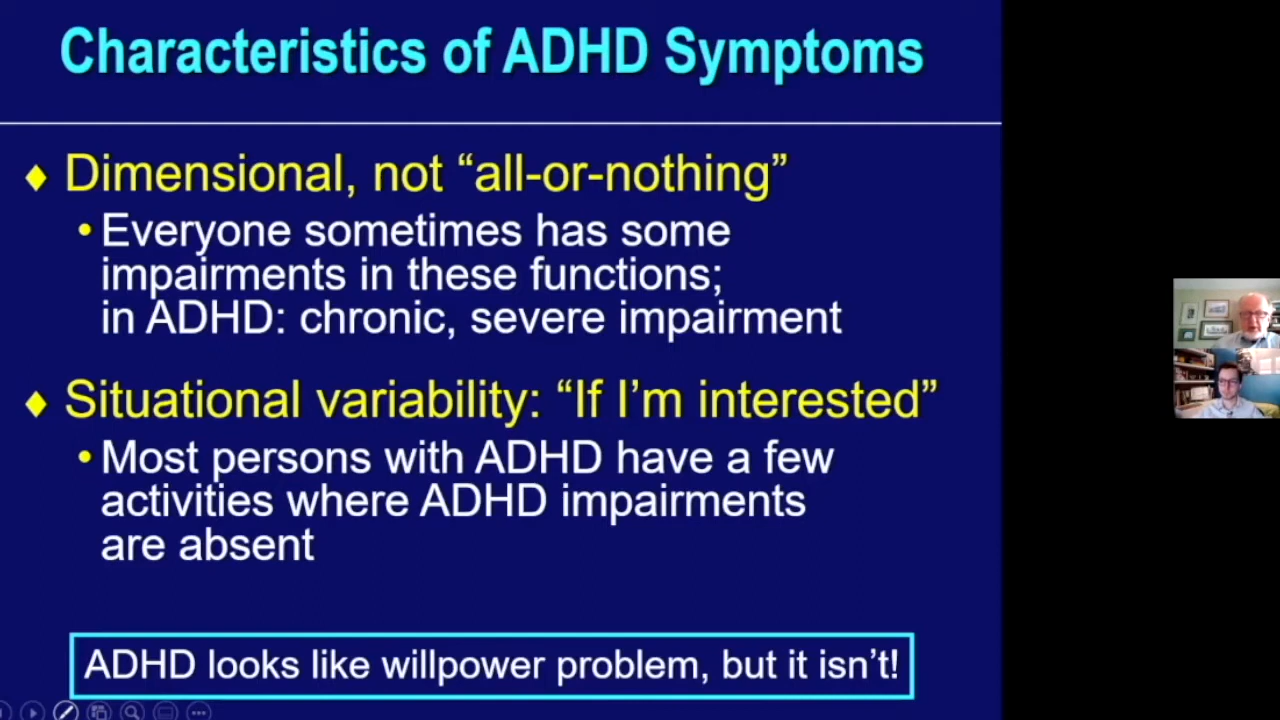 Characteristics of ADHD Symptoms
♦ Dimensional, not “all-or-nothing”
• Everyone sometimes has some
impairments in these functions;
in ADHD: chronic, severe impairment
♦ Situational variability: “If I’m interested”
• Most persons with ADHD have a few
activities where ADHD impairments
are absent
ADHD looks like willpower problem, but it isn’t!